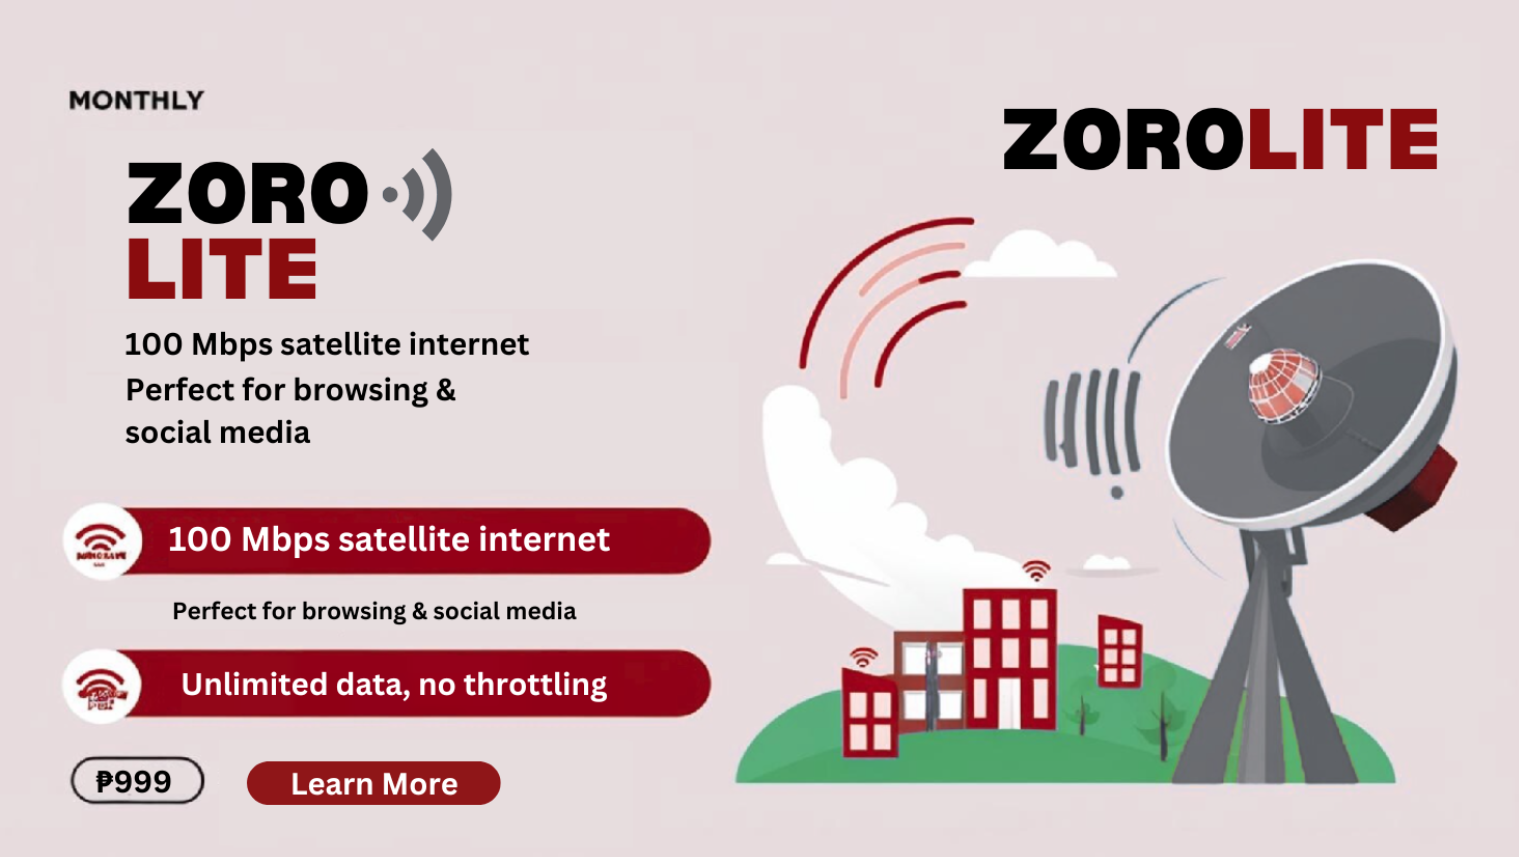 MONTHLY
ZORO
LITE
100 Mbps satellite internet
Perfect for browsing &
social media
100 Mbps satellite internet
Perfect for browsing & social media
Unlimited data, no throttling
₱999
Learn More
ZOROLITE